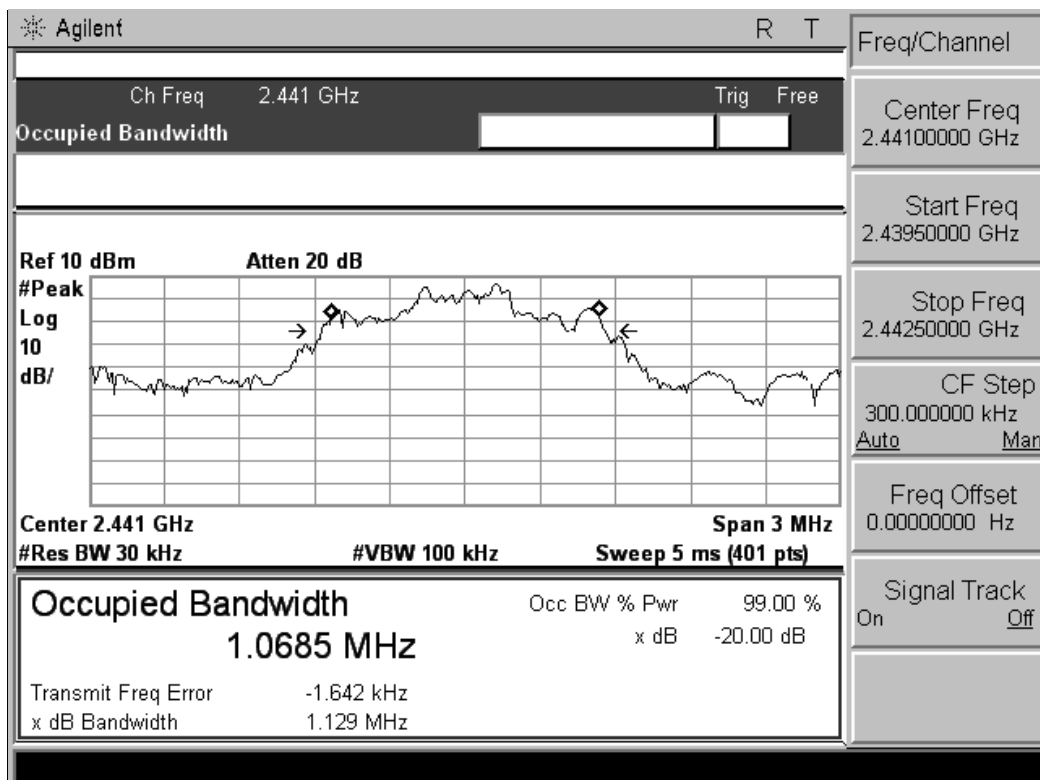 Agilent
R T
Ch Freq 2.441 GHz Trig Free
Occupied Bandwidth
Ref 10 dBm Atten 20 dB
#Peak
Log
10
dB/
Center 2.441 GHz Span 3 MHz
#Res BW 30 kHz #VBW 100 kHz Sweep 5 ms (401 pts)
Occupied Bandwidth
1.0685 MHz
Occ BW % Pwr 99.00 %
x dB -20.00 dB
Transmit Freq Error -1.642 kHz
x dB Bandwidth 1.129 MHz
Freq/Channel
Center Freq
2.44100000 GHz
Start Freq
2.43950000 GHz
Stop Freq
2.44250000 GHz
CF Step
300.000000 kHz
Auto Man
Freq Offset
0.00000000 Hz
Signal Track
On Off